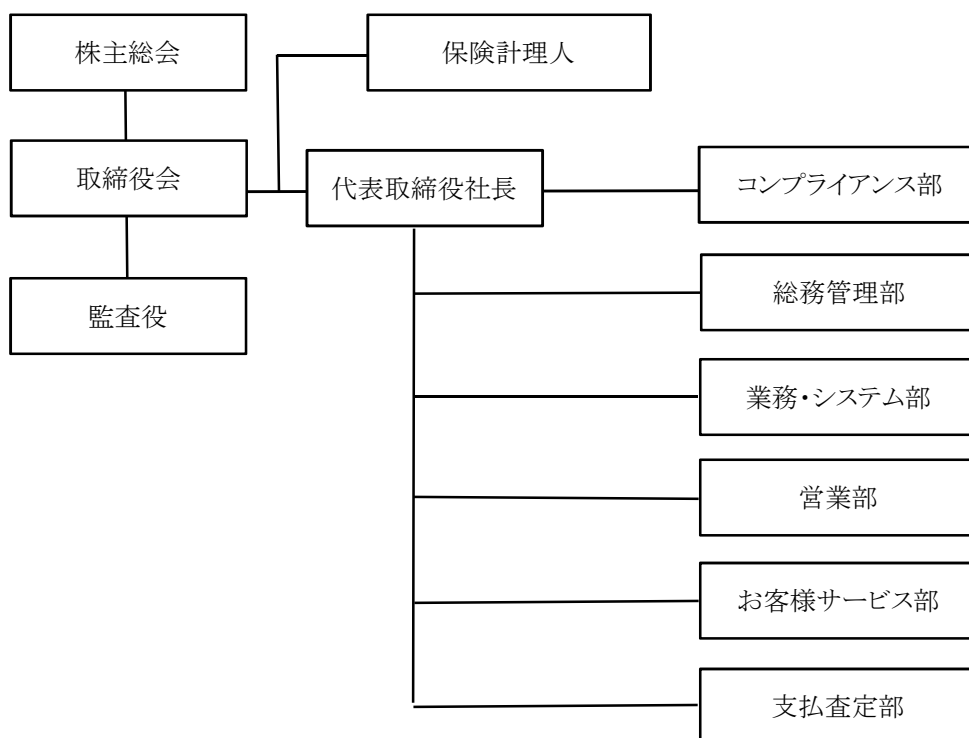 株主総会
保険計理人
取締役会
代表取締役社長
コンプライアンス部
監査役
総務管理部
業務・システム部
営業部
お客様サービス部
支払査定部